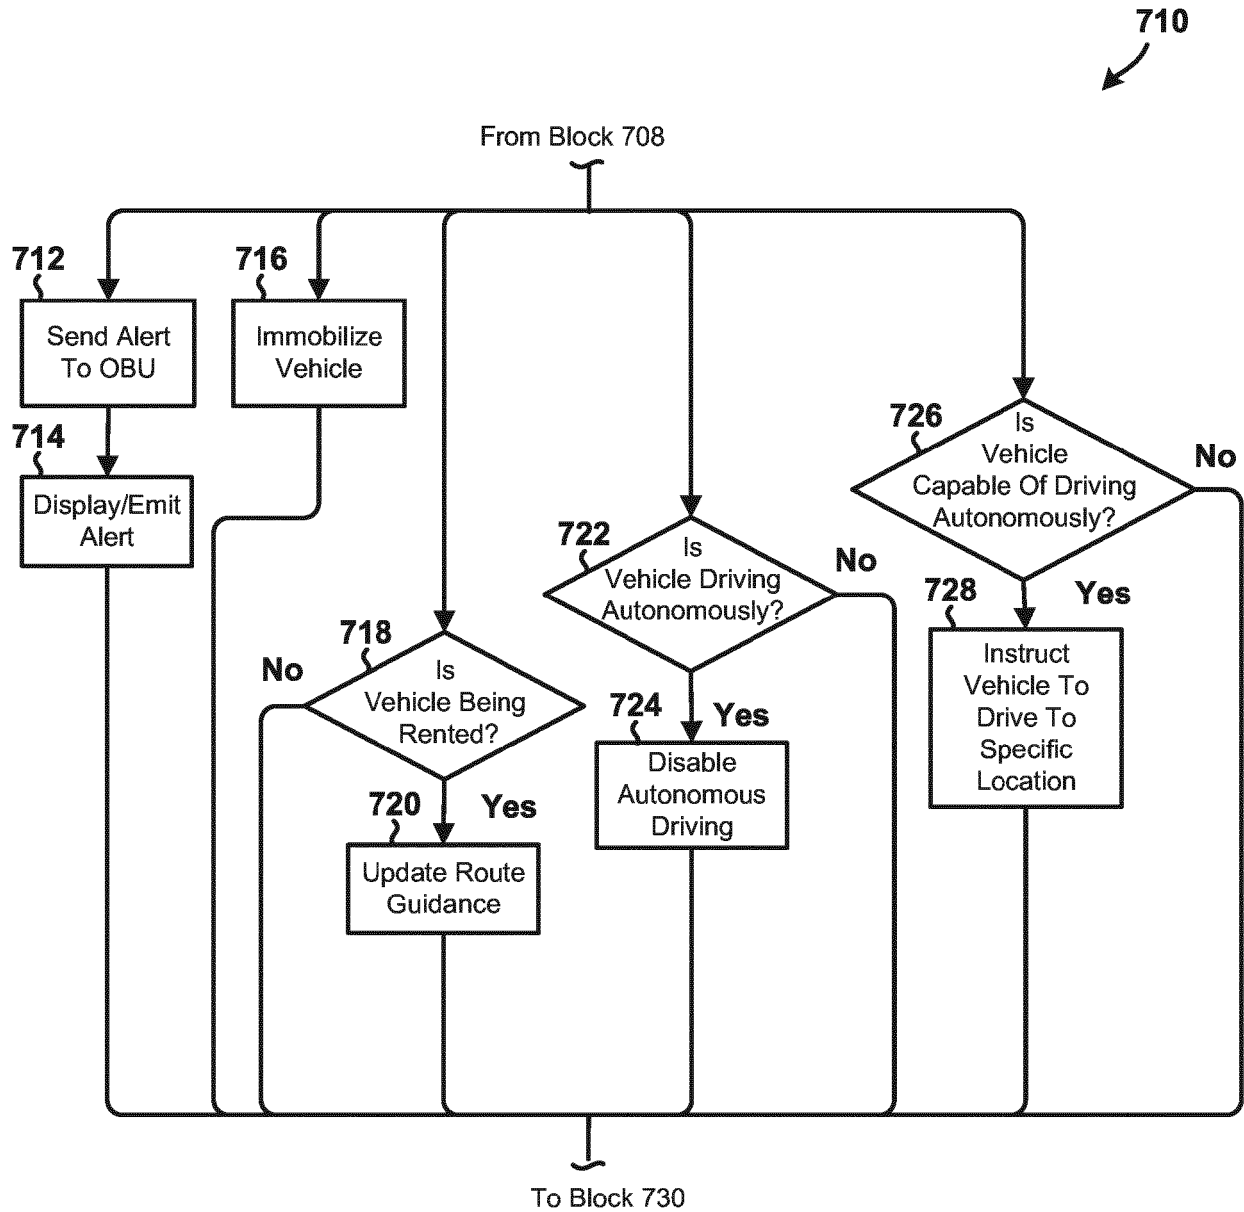 710
From Block 708
712
Send Alert
To OBU
716
Immobilize
Vehicle
714
Display/Emit
Alert
718
No
Is
Vehicle Being
Rented?
720
Yes
Update Route
Guidance
722
Is
Vehicle Driving
Autonomously?
No
724
Yes
Disable
Autonomous
Driving
726
Is
Vehicle
Capable Of Driving
Autonomously?
No
728
Yes
Instruct
Vehicle To
Drive To
Specific
Location
To Block 730